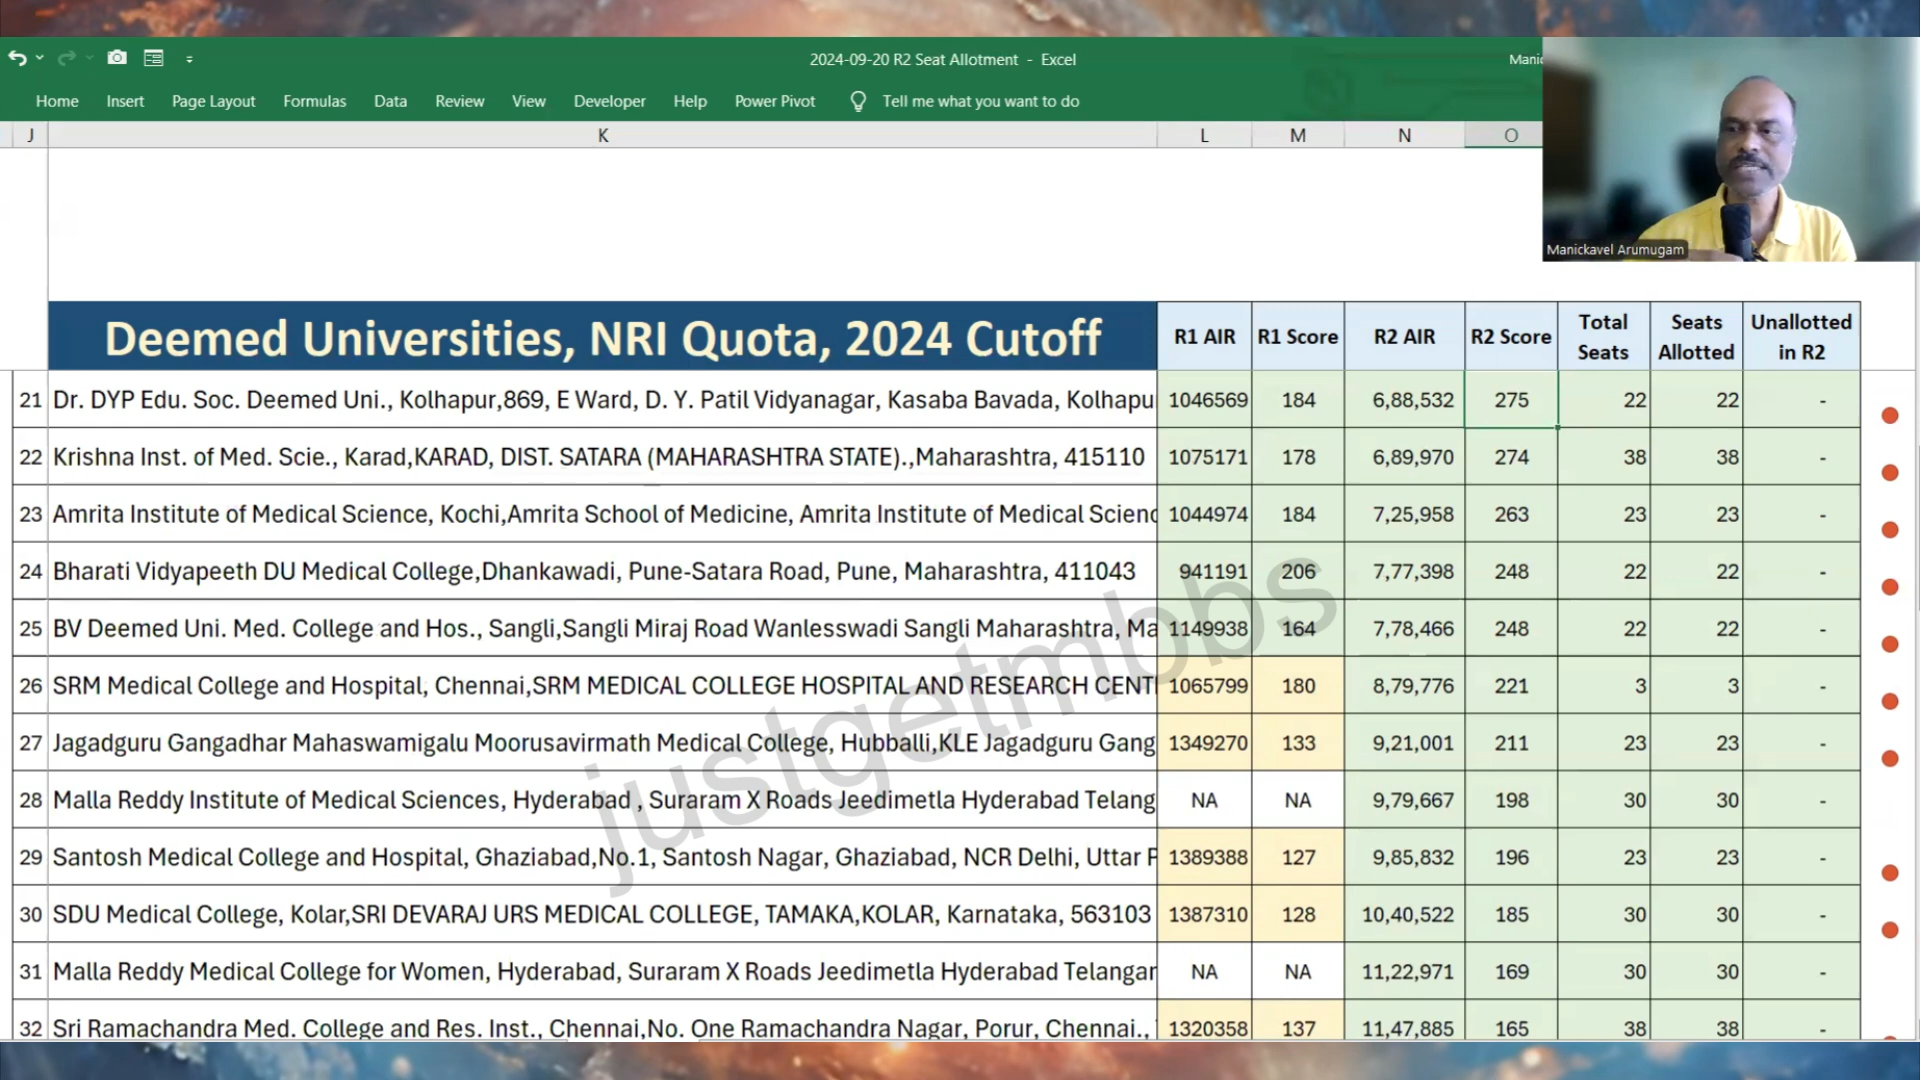 2024-09-20 R2 Seat Allotment - Excel
Home Insert Page Layout Formulas Data Review View Developer Help Power Pivot Tell me what you want to do
J K L M N O
Manickavel Arumugam
Deemed Universities, NRI Quota, 2024 Cutoff R1 AIR R1 Score R2 AIR R2 Score Total Seats Seats Allotted Unallotted in R2
21 Dr. DYP Edu. Soc. Deemed Uni., Kolhapur,869, E Ward, D. Y. Patil Vidyanagar, Kasaba Bavada, Kolhapu 1046569 184 6,88,532 275 22 22 -
22 Krishna Inst. of Med. Scie., Karad,KARAD, DIST. SATARA (MAHARASHTRA STATE).,Maharashtra, 415110 1075171 178 6,89,970 274 38 38 -
23 Amrita Institute of Medical Science, Kochi,Amrita School of Medicine, Amrita Institute of Medical Scienc 1044974 184 7,25,958 263 23 23 -
24 Bharati Vidyapeeth DU Medical College,Dhankawadi, Pune-Satara Road, Pune, Maharashtra, 411043 941191 206 7,77,398 248 22 22 -
25 BV Deemed Uni. Med. College and Hos., Sangli,Sangli Miraj Road Wanlesswadi Sangli Maharashtra, Ma 1149938 164 7,78,466 248 22 22 -
26 SRM Medical College and Hospital, Chennai,SRM MEDICAL COLLEGE HOSPITAL AND RESEARCH CENT 1065799 180 8,79,776 221 3 3 -
27 Jagadguru Gangadhar Mahaswamigalu Moorusavirmath Medical College, Hubballi,KLE Jagadguru Gang 1349270 133 9,21,001 211 23 23 -
28 Malla Reddy Institute of Medical Sciences, Hyderabad , Suraram X Roads Jeedimetla Hyderabad Telang NA NA 9,79,667 198 30 30 -
29 Santosh Medical College and Hospital, Ghaziabad,No.1, Santosh Nagar, Ghaziabad, NCR Delhi, Uttar P 1389388 127 9,85,832 196 23 23 -
30 SDU Medical College, Kolar,SRI DEVARAJ URS MEDICAL COLLEGE, TAMAKA,KOLAR, Karnataka, 563103 1387310 128 10,40,522 185 30 30 -
31 Malla Reddy Medical College for Women, Hyderabad, Suraram X Roads Jeedimetla Hyderabad Telangar NA NA 11,22,971 169 30 30 -
32 Sri Ramachandra Med. College and Res. Inst., Chennai,No. One Ramachandra Nagar, Porur, Chennai., 1320358 137 11,47,885 165 38 38 -
justgetmbbs